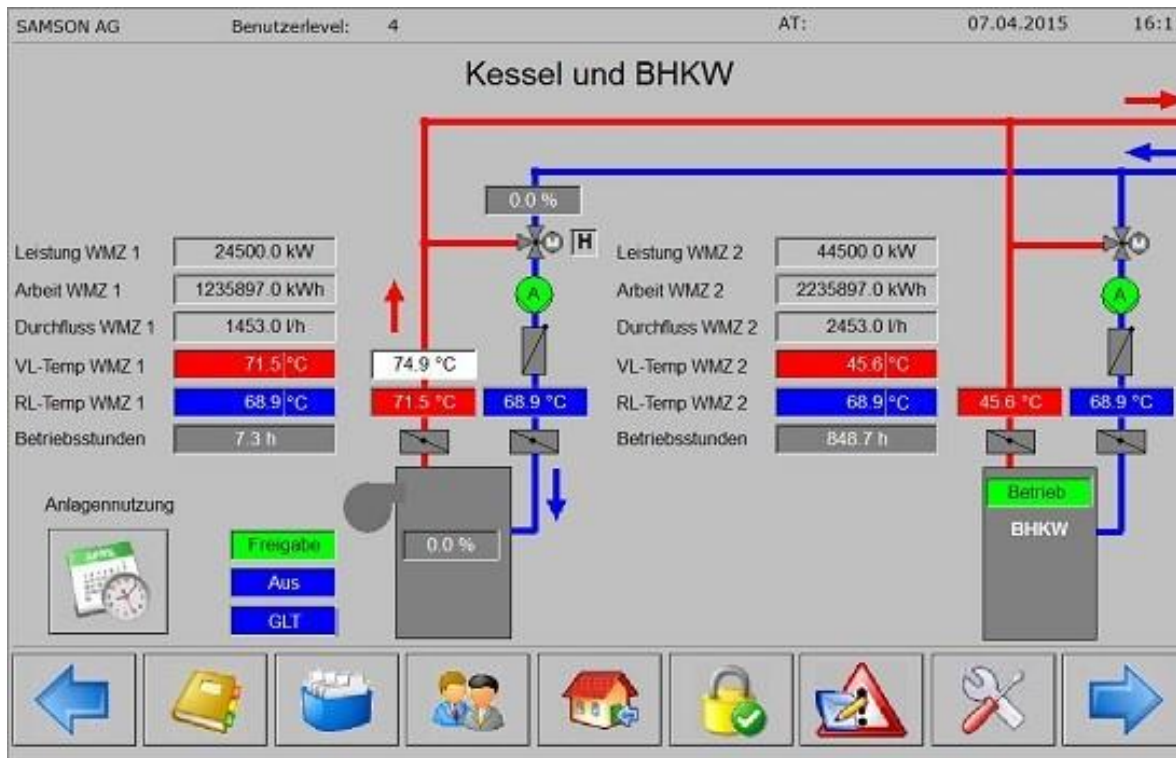 SAMSON AG Benutzerlevel: 4 AT: 07.04.2015 16:1
Kessel und BHKW
0.0 %
H
Leistung WMZ 1 24500.0 kW
Arbeit WMZ 1 1235897.0 kWh
Durchfluss WMZ 1 1453.0 l/h
VL-Temp WMZ 1 71.5 °C
RL-Temp WMZ 1 68.9 °C
Betriebsstunden 7.3 h
A
74.9 °C
71.5 °C 68.9 °C
Leistung WMZ 2 44500.0 kW
Arbeit WMZ 2 2235897.0 kWh
Durchfluss WMZ 2 2453.0 l/h
VL-Temp WMZ 2 45.6 °C
RL-Temp WMZ 2 68.9 °C
Betriebsstunden 848.7 h
A
45.6 °C 68.9 °C
Anlagennutzung
APRIL
Freigabe
Aus
GLT
0.0 %
Betrieb
BHKW